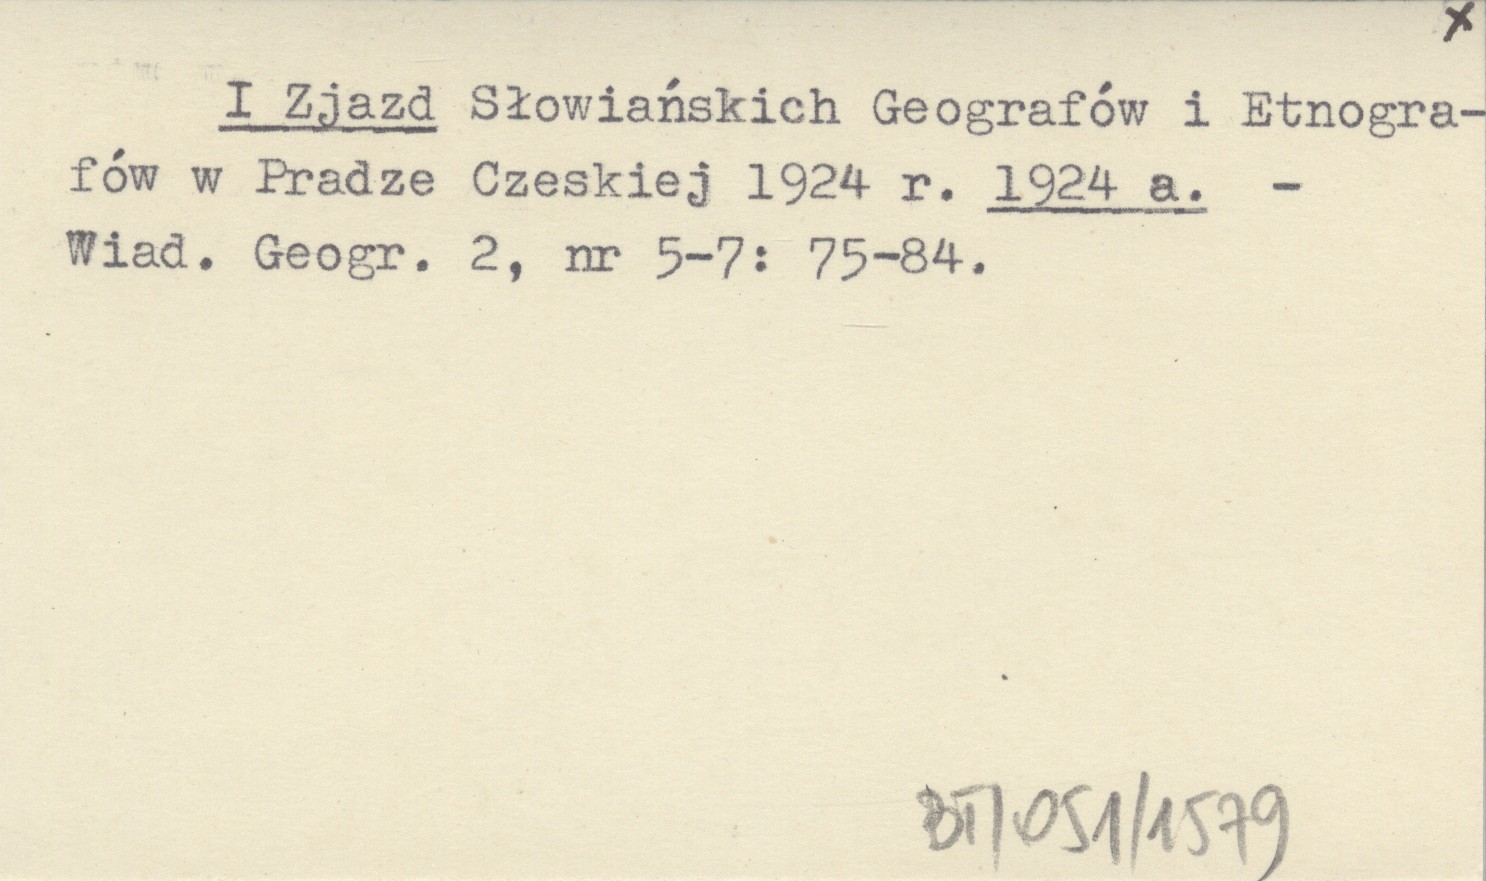 x
I Zjazd Słowiańskich Geografów i Etnogra-
fów w Pradze Czeskiej 1924 r. 1924 a. -
Wiad. Geogr. 2, nr 5-7: 75-84.
BT/051/1579